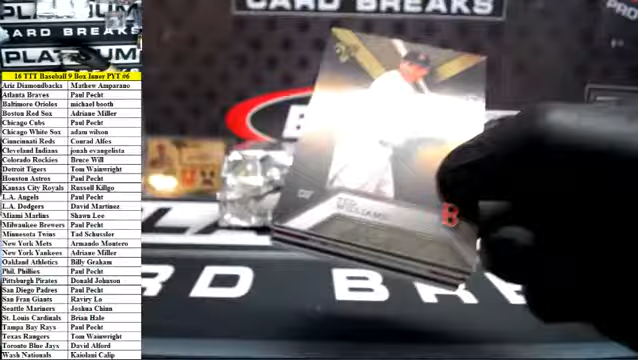 CARD BREAKS
PLATINUM
CARD BREAKS
PLATINUM
16 TTT Baseball 9 Box Inner PYT #6
Ariz Diamondbacks Mathew Amparano
Atlanta Braves Paul Pecht
Baltimore Orioles michael booth
Boston Red Sox Adriane Miller
Chicago Cubs Paul Pecht
Chicago White Sox adam wilson
Cinncinnati Reds Conrad Alfes
Cleveland Indians jonah evangelista
Colorado Rockies Bruce Will
Detroit Tigers Tom Wainwright
Houston Astros Paul Pecht
Kansas City Royals Russell Killgo
L.A. Angels Paul Pecht
L.A. Dodgers David Martinez
Miami Marlins Shawn Lee
Milwaukee Brewers Paul Pecht
Minnesota Twins Tad Schussler
New York Mets Armando Montero
New York Yankees Adriane Miller
Oakland Athletics Billy Graham
Phil. Phillies Paul Pecht
Pittsburgh Pirates Donald Johnson
San Diego Padres Paul Pecht
San Fran Giants Raviry Lo
Seattle Mariners Joshua Chinn
St. Louis Cardinals Brian Hale
Tampa Bay Rays Paul Pecht
Texas Rangers Tom Wainwright
Toronto Blue Jays David Alford
Wash Nationals Kaiolani Calip
TED
WILLIAMS
B
RD BRE